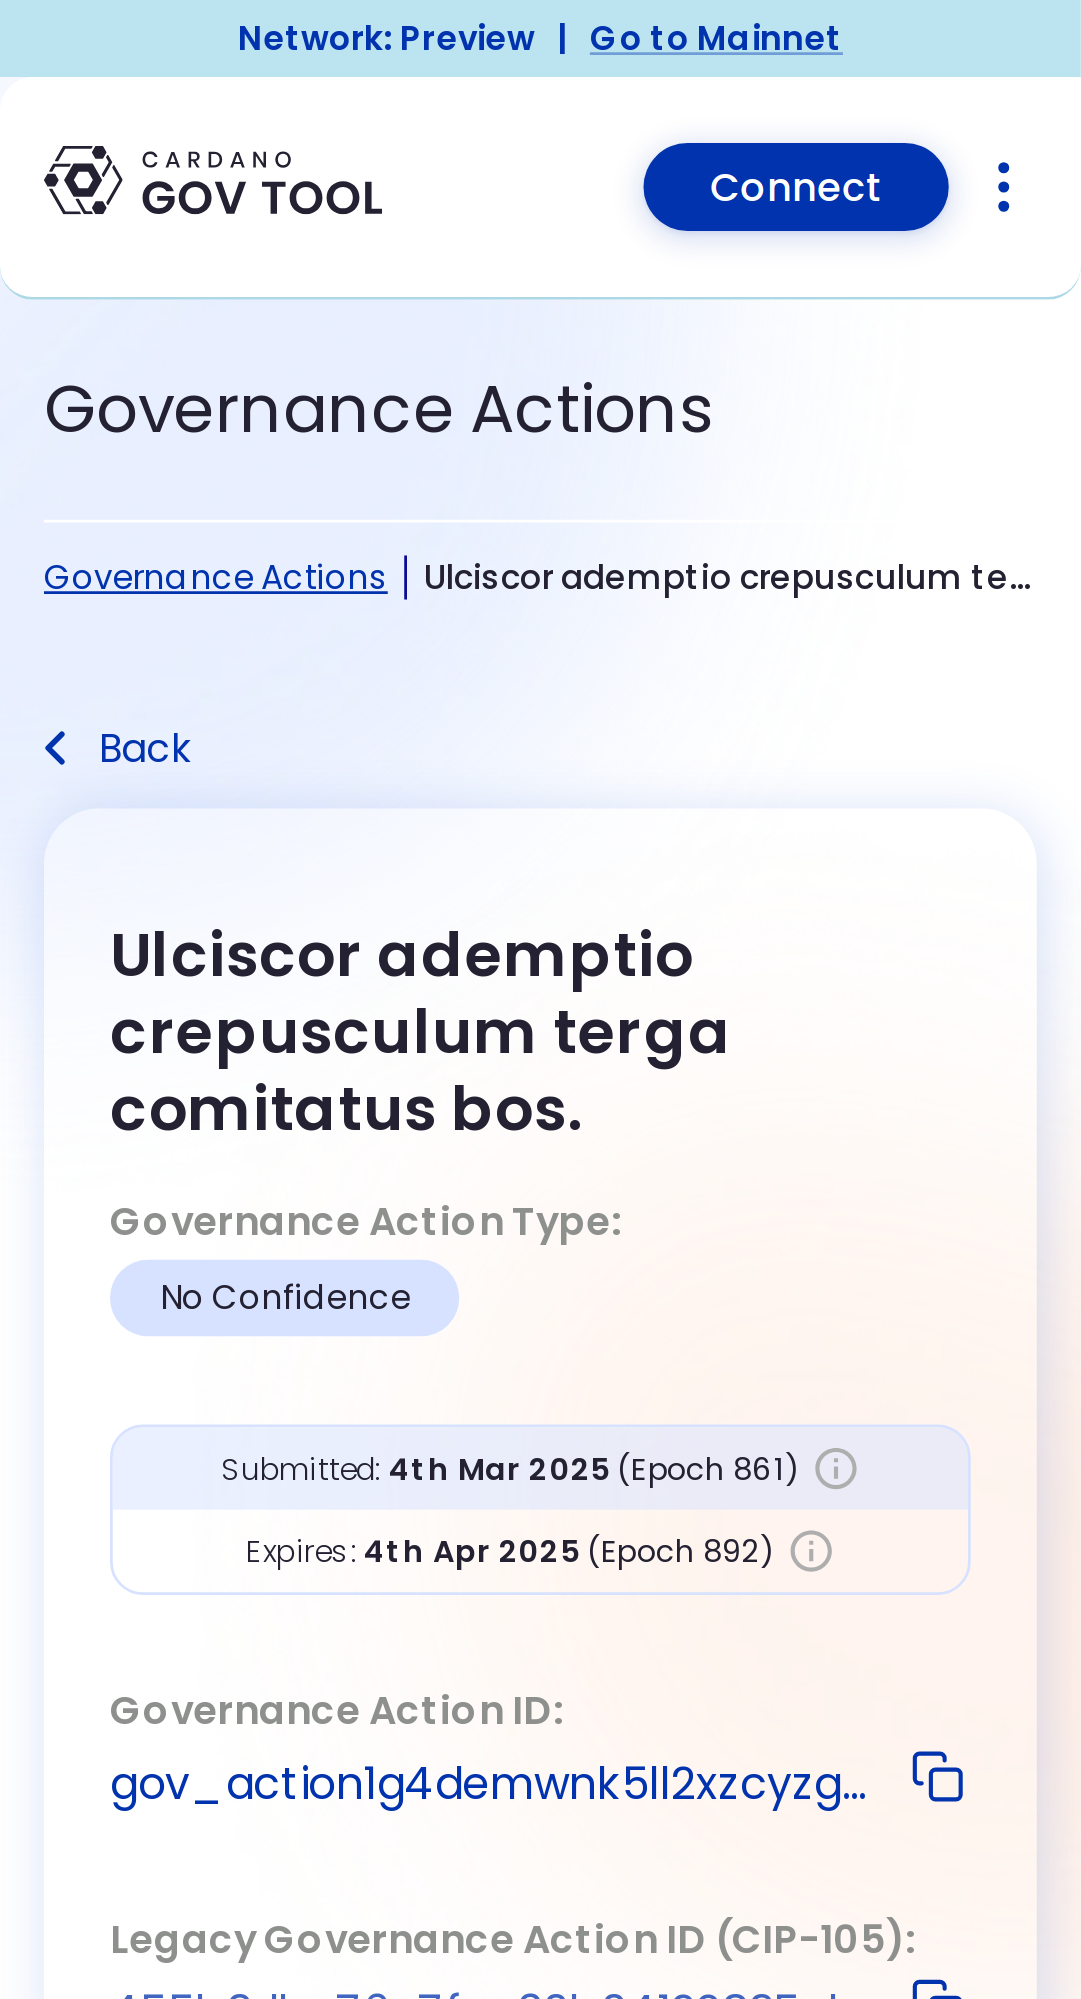 Network: Preview | Go to Mainnet
CARDANO
GOV TOOL
Connect
Governance Actions
Governance Actions | Ulciscor ademptio crepusculum te...
Back
Ulciscor ademptio
crepusculum terga
comitatus bos.
Governance Action Type:
No Confidence
Submitted: 4th Mar 2025 (Epoch 861)
Expires: 4th Apr 2025 (Epoch 892)
Governance Action ID:
gov_action1g4demwnk5ll2xzcyzg...
Legacy Governance Action ID (CIP-105):